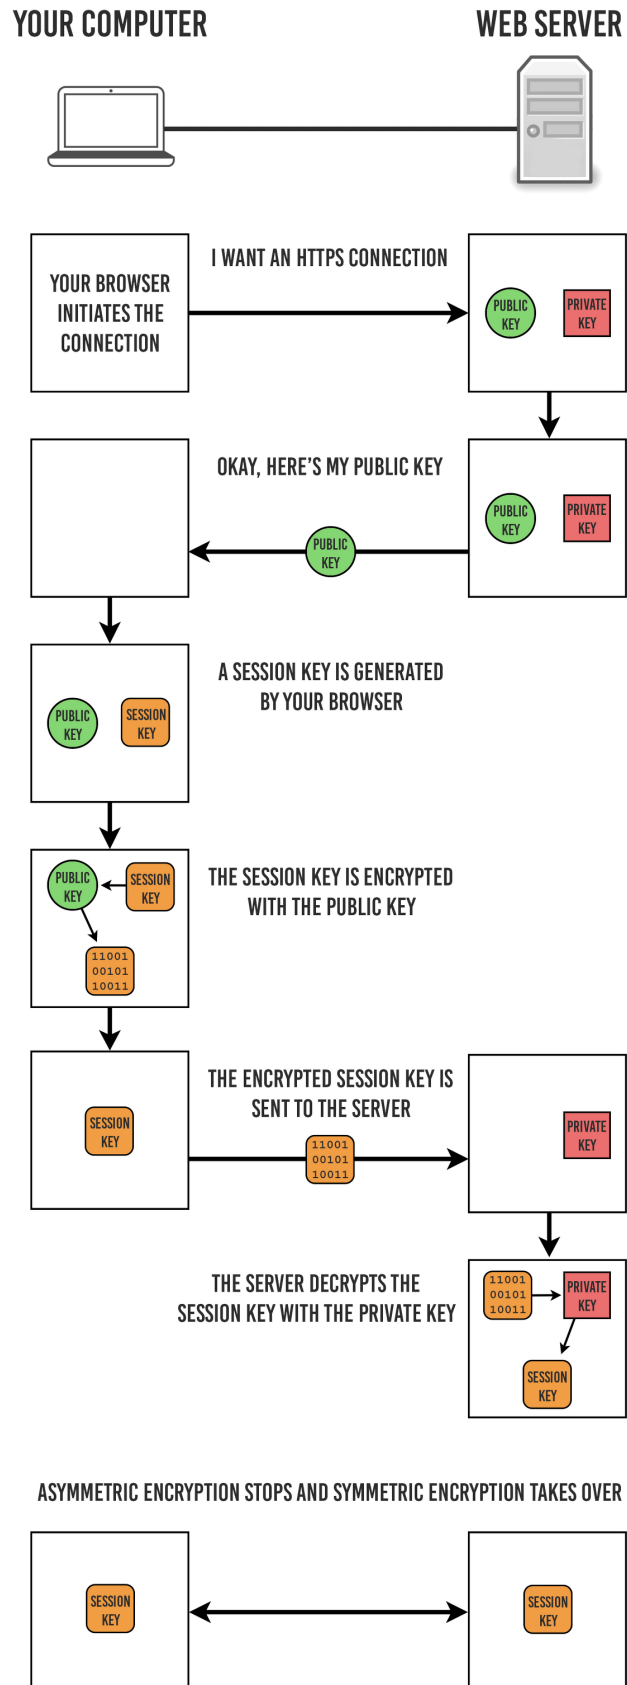 YOUR COMPUTER
WEB SERVER
I WANT AN HTTPS CONNECTION
YOUR BROWSER
INITIATES THE
CONNECTION
PUBLIC
KEY
PRIVATE
KEY
OKAY, HERE'S MY PUBLIC KEY
PUBLIC
KEY
PUBLIC
KEY
PRIVATE
KEY
A SESSION KEY IS GENERATED
BY YOUR BROWSER
PUBLIC
KEY
SESSION
KEY
THE SESSION KEY IS ENCRYPTED
WITH THE PUBLIC KEY
PUBLIC
KEY
SESSION
KEY
11001
00101
10011
THE ENCRYPTED SESSION KEY IS
SENT TO THE SERVER
SESSION
KEY
11001
00101
10011
PRIVATE
KEY
THE SERVER DECRYPTS THE
SESSION KEY WITH THE PRIVATE KEY
11001
00101
10011
PRIVATE
KEY
SESSION
KEY
ASYMMETRIC ENCRYPTION STOPS AND SYMMETRIC ENCRYPTION TAKES OVER
SESSION
KEY
SESSION
KEY